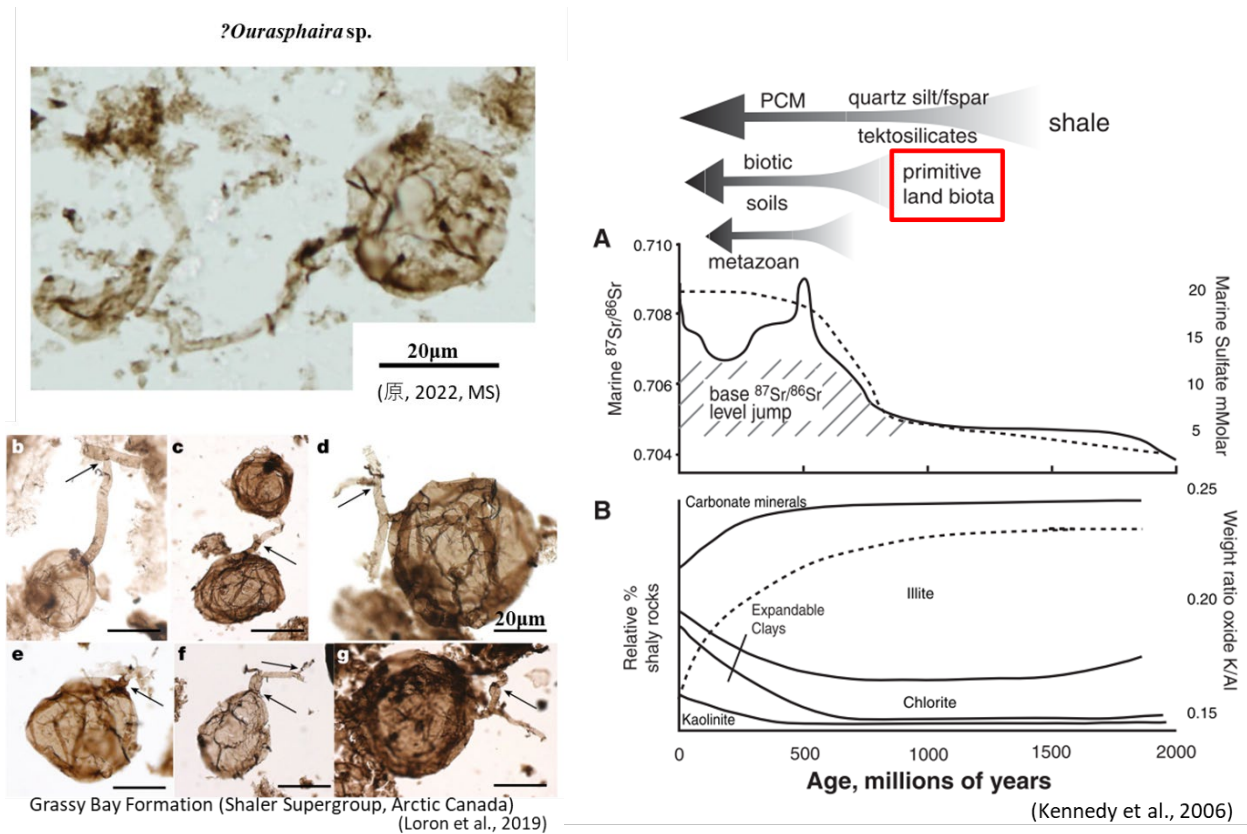 ?Ourasphaira sp.
20μm
(原, 2022, MS)
b
c
d
20μm
e
f
g
Grassy Bay Formation (Shaler Supergroup, Arctic Canada)
(Loron et al., 2019)
PCM
quartz silt/fspar
tektosilicates
shale
biotic
soils
primitive
land biota
metazoan
A
0.710
0.708
0.706
0.704
Marine 87Sr/86Sr
base 87Sr/86Sr
level jump
20
15
10
5
Marine Sulfate mMolar
B
Carbonate minerals
Illite
Expandable
Clays
Chlorite
Kaolinite
Relative %
shaly rocks
0.25
0.20
0.15
Weight ratio oxide K/Al
0
500
1000
1500
2000
Age, millions of years
(Kennedy et al., 2006)